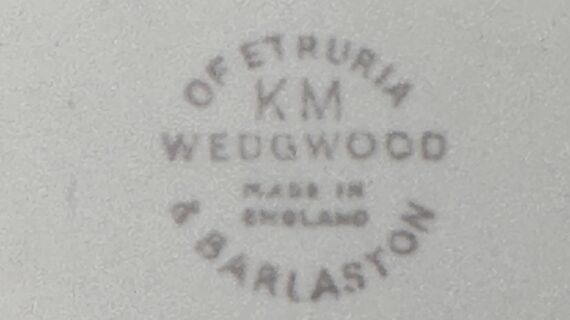 OF ETRURIA
KM
WEDGWOOD
MADE IN
ENGLAND
& BARLASTON